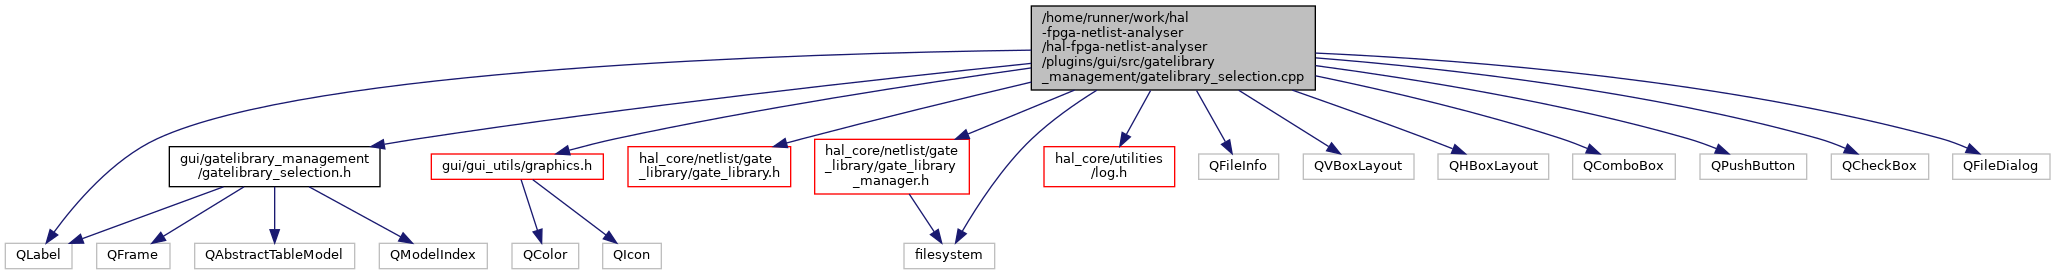 /home/runner/work/hal
-fpga-netlist-analyser
/hal-fpga-netlist-analyser
/plugins/gui/src/gatelibrary
_management/gatelibrary_selection.cpp
gui/gatelibrary_management
/gatelibrary_selection.h
gui/gui_utils/graphics.h
hal_core/netlist/gate
_library/gate_library.h
hal_core/netlist/gate
_library/gate_library
_manager.h
hal_core/utilities
/log.h
QFileInfo
QVBoxLayout
QHBoxLayout
QComboBox
QPushButton
QCheckBox
QFileDialog
QLabel
QFrame
QAbstractTableModel
QModelIndex
QColor
QIcon
filesystem